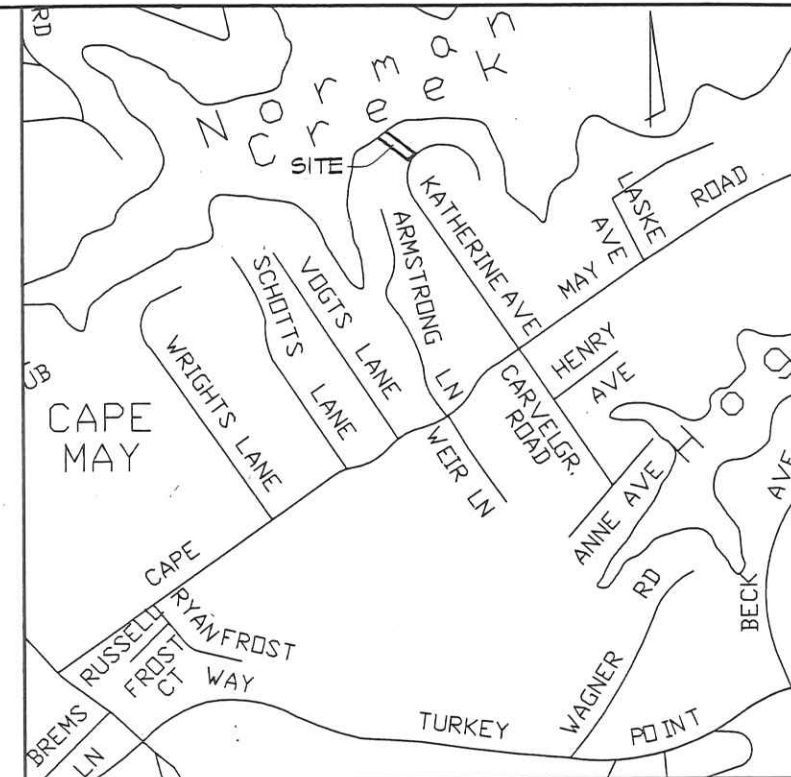 RD
Norman
Creek
SITE
KATHERINE AVE
ARMSTRONG LN
LASKE
AVE
MAY ROAD
SCHOTTS LANE
VOGTS LANE
WRIGHTS LANE
HENRY
AVE
CARVELGR.
ROAD
UB
CAPE
MAY
WEIR LN
H
O
G
ANNE AVE
AVE
BECK
CAPE
RD
WAGNER
RYANFROST
WAY
RUSSELL
FROST
CT
BREMS
LN
TURKEY
POINT